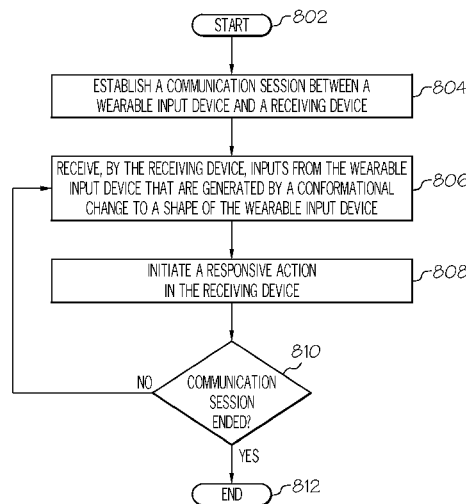 START
802
ESTABLISH A COMMUNICATION SESSION BETWEEN A
WEARABLE INPUT DEVICE AND A RECEIVING DEVICE
804
RECEIVE, BY THE RECEIVING DEVICE, INPUTS FROM THE WEARABLE
INPUT DEVICE THAT ARE GENERATED BY A CONFORMATIONAL
CHANGE TO A SHAPE OF THE WEARABLE INPUT DEVICE
806
INITIATE A RESPONSIVE ACTION
IN THE RECEIVING DEVICE
808
810
NO
COMMUNICATION
SESSION
ENDED?
YES
END
812